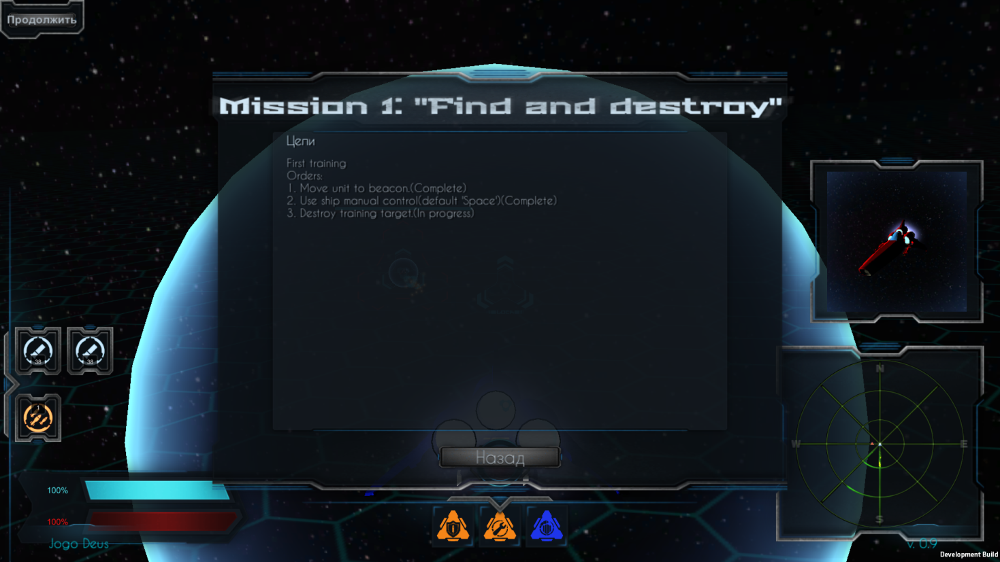 Продолжить
Mission 1: "Find and destroy"
Цели
First training
Orders:
1. Move unit to beacon.(Complete)
2. Use ship manual control(default 'Space')(Complete)
3. Destroy training target.(In progress)
38
38
1
N
W
E
S
Назад
100%
100%
Jogo Deus
v. 0.9
Development Build